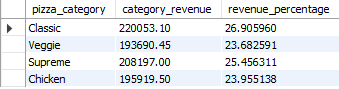 pizza_category category_revenue revenue_percentage
Classic 220053.10 26.905960
Veggie 193690.45 23.682591
Supreme 208197.00 25.456311
Chicken 195919.50 23.955138